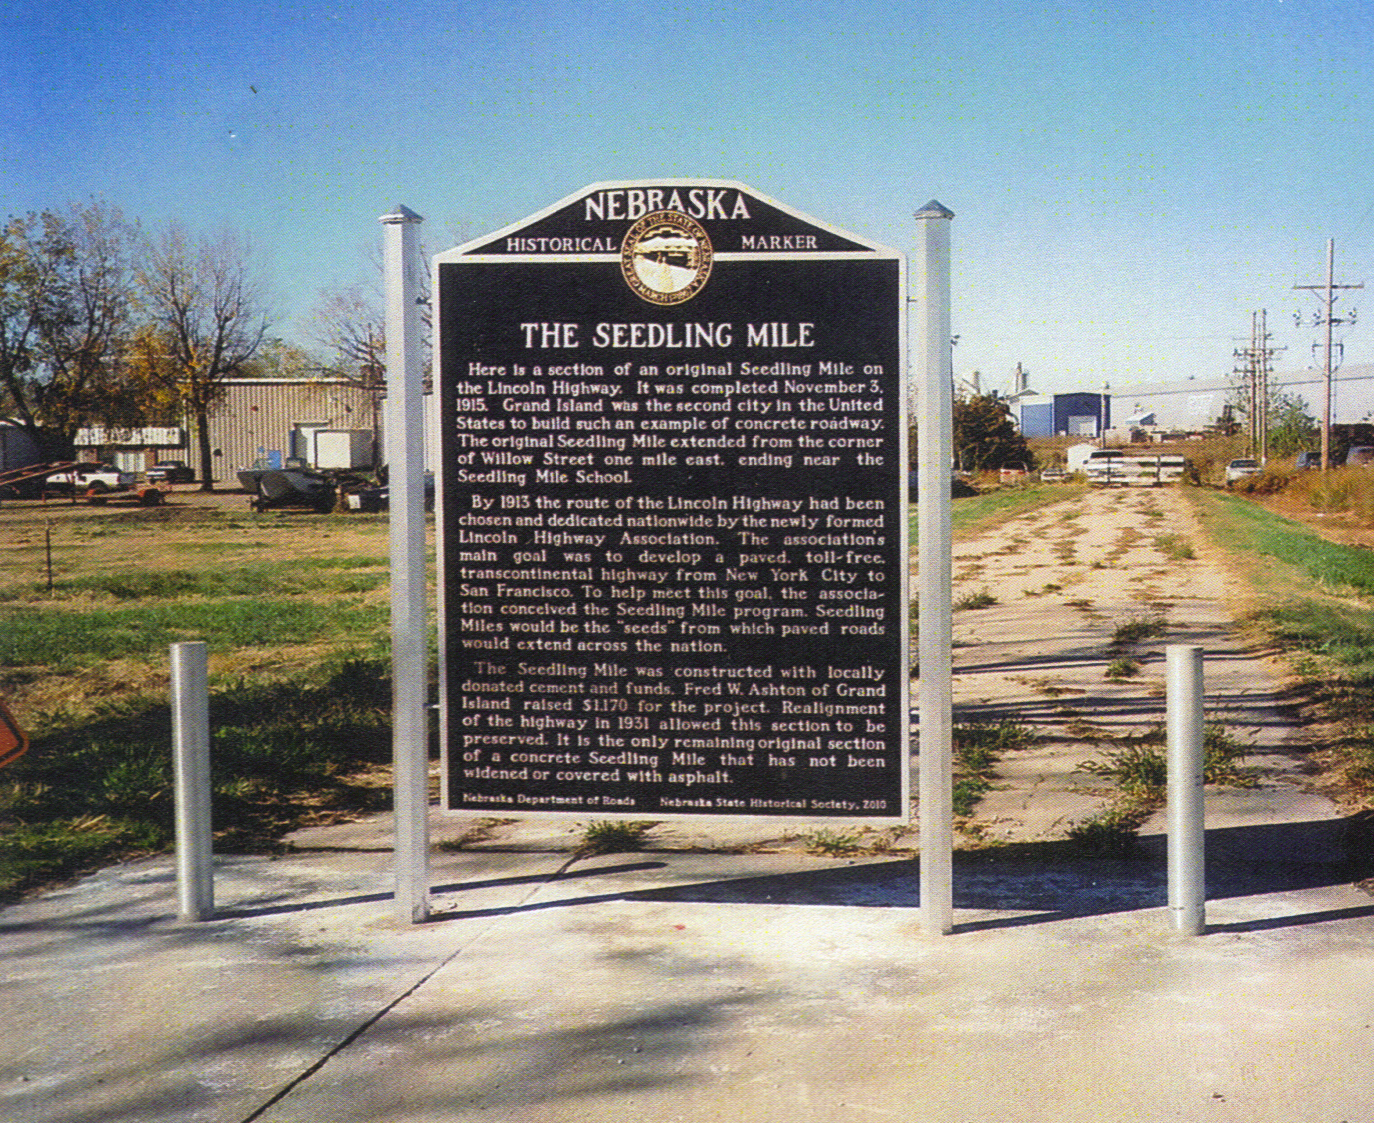 NEBRASKA
HISTORICAL MARKER
THE SEEDLING MILE
Here is a section of an original Seedling Mile on
the Lincoln Highway. It was completed November 3,
1915. Grand Island was the second city in the United
States to build such an example of concrete roadway.
The original Seedling Mile extended from the corner
of Willow Street one mile east, ending near the
Seedling Mile School.
By 1913 the route of the Lincoln Highway had been
chosen and dedicated nationwide by the newly formed
Lincoln Highway Association. The association's
main goal was to develop a paved, toll-free,
transcontinental highway from New York City to
San Francisco. To help meet this goal, the associa-
tion conceived the Seedling Mile program. Seedling
Miles would be the "seeds" from which paved roads
would extend across the nation.
The Seedling Mile was constructed with locally
donated cement and funds. Fred W. Ashton of Grand
Island raised $1,170 for the project. Realignment
of the highway in 1931 allowed this section to be
preserved. It is the only remaining original section
of a concrete Seedling Mile that has not been
widened or covered with asphalt.
Nebraska Department of Roads Nebraska State Historical Society, 2010